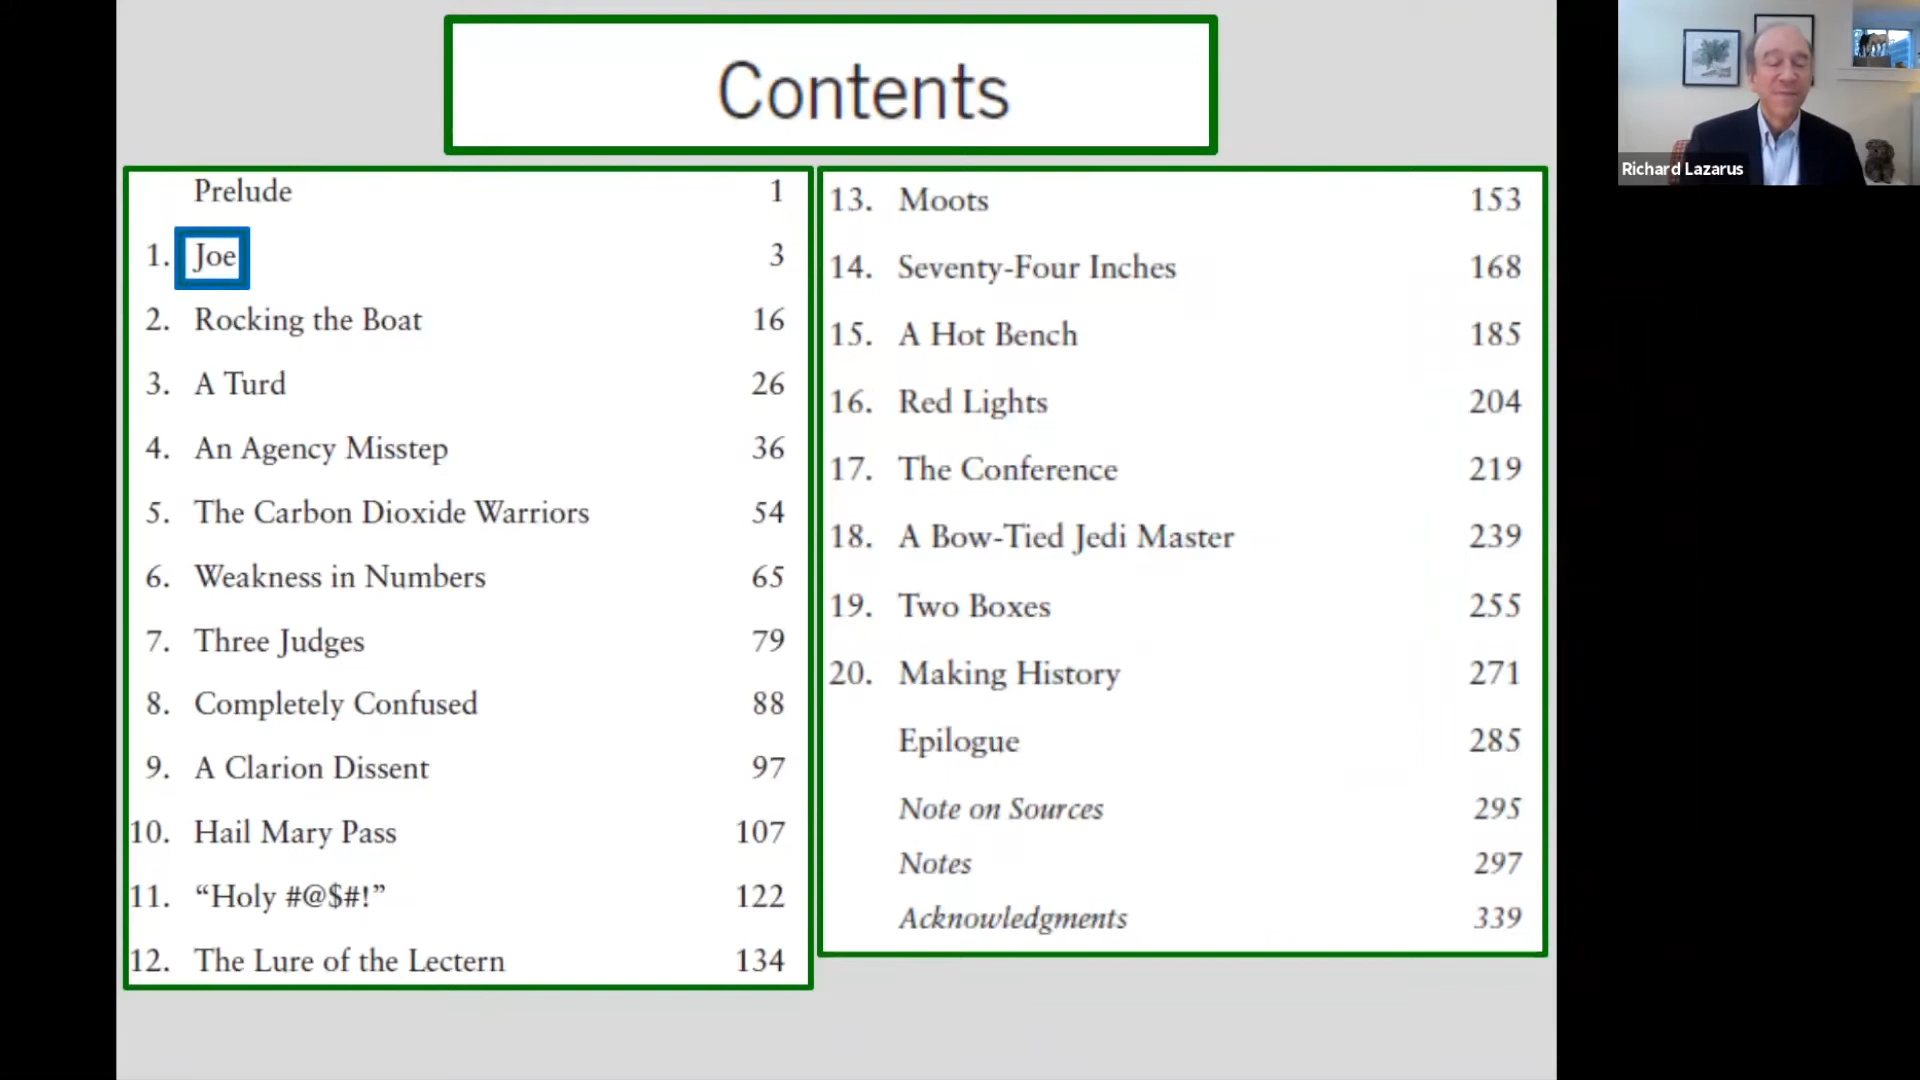 Contents
Prelude 1
1. Joe 3
2. Rocking the Boat 16
3. A Turd 26
4. An Agency Misstep 36
5. The Carbon Dioxide Warriors 54
6. Weakness in Numbers 65
7. Three Judges 79
8. Completely Confused 88
9. A Clarion Dissent 97
10. Hail Mary Pass 107
11. “Holy #@$#!” 122
12. The Lure of the Lectern 134
13. Moots 153
14. Seventy-Four Inches 168
15. A Hot Bench 185
16. Red Lights 204
17. The Conference 219
18. A Bow-Tied Jedi Master 239
19. Two Boxes 255
20. Making History 271
Epilogue 285
Note on Sources 295
Notes 297
Acknowledgments 339
Richard Lazarus